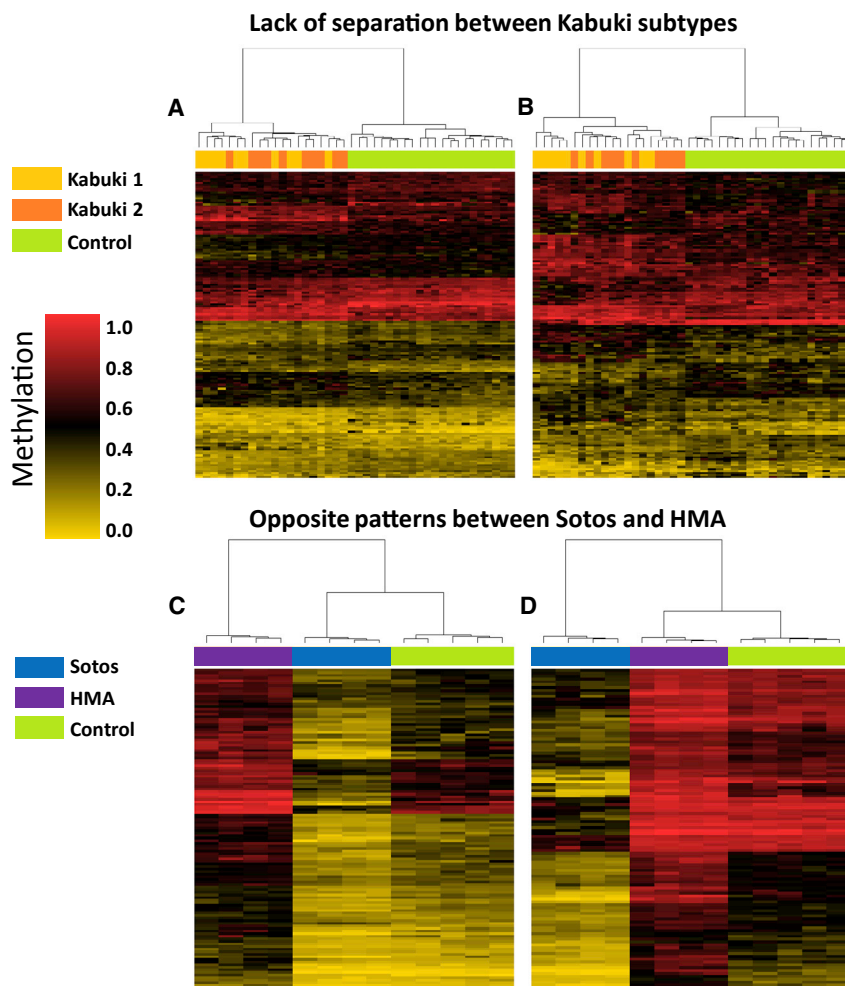 Lack of separation between Kabuki subtypes
A
B
Kabuki 1
Kabuki 2
Control
Methylation
1.0
0.8
0.6
0.4
0.2
0.0
Opposite patterns between Sotos and HMA
C
D
Sotos
HMA
Control